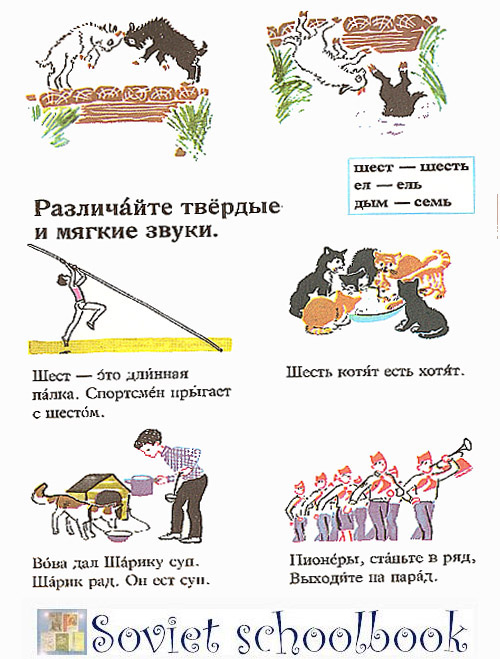 шест — шесть
ел — ель
дым — семь
Различа́йте твёрдые
и мягкие звуки.
Шест — э́то дли́нная
па́лка. Спортсме́н пры́гает
с шесто́м.
Шесть котя́т есть хотя́т.
Во́ва дал Ша́рику суп.
Ша́рик рад. Он ест суп.
Пионе́ры, ста́ньте в ряд,
Выходи́те на пара́д.
Soviet schoolbook